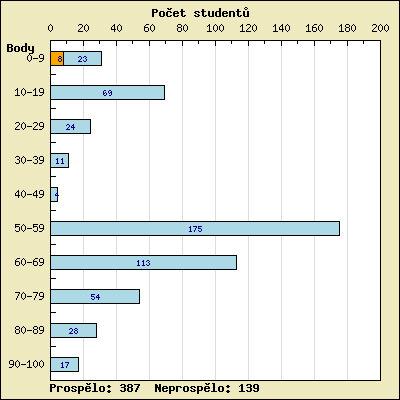 Počet studentů
0 20 40 60 80 100 120 140 160 180 200
Body
0-9 8 23
10-19 69
20-29 24
30-39 11
40-49 4
50-59 175
60-69 113
70-79 54
80-89 28
90-100 17
Prospělo: 387 Neprospělo: 139